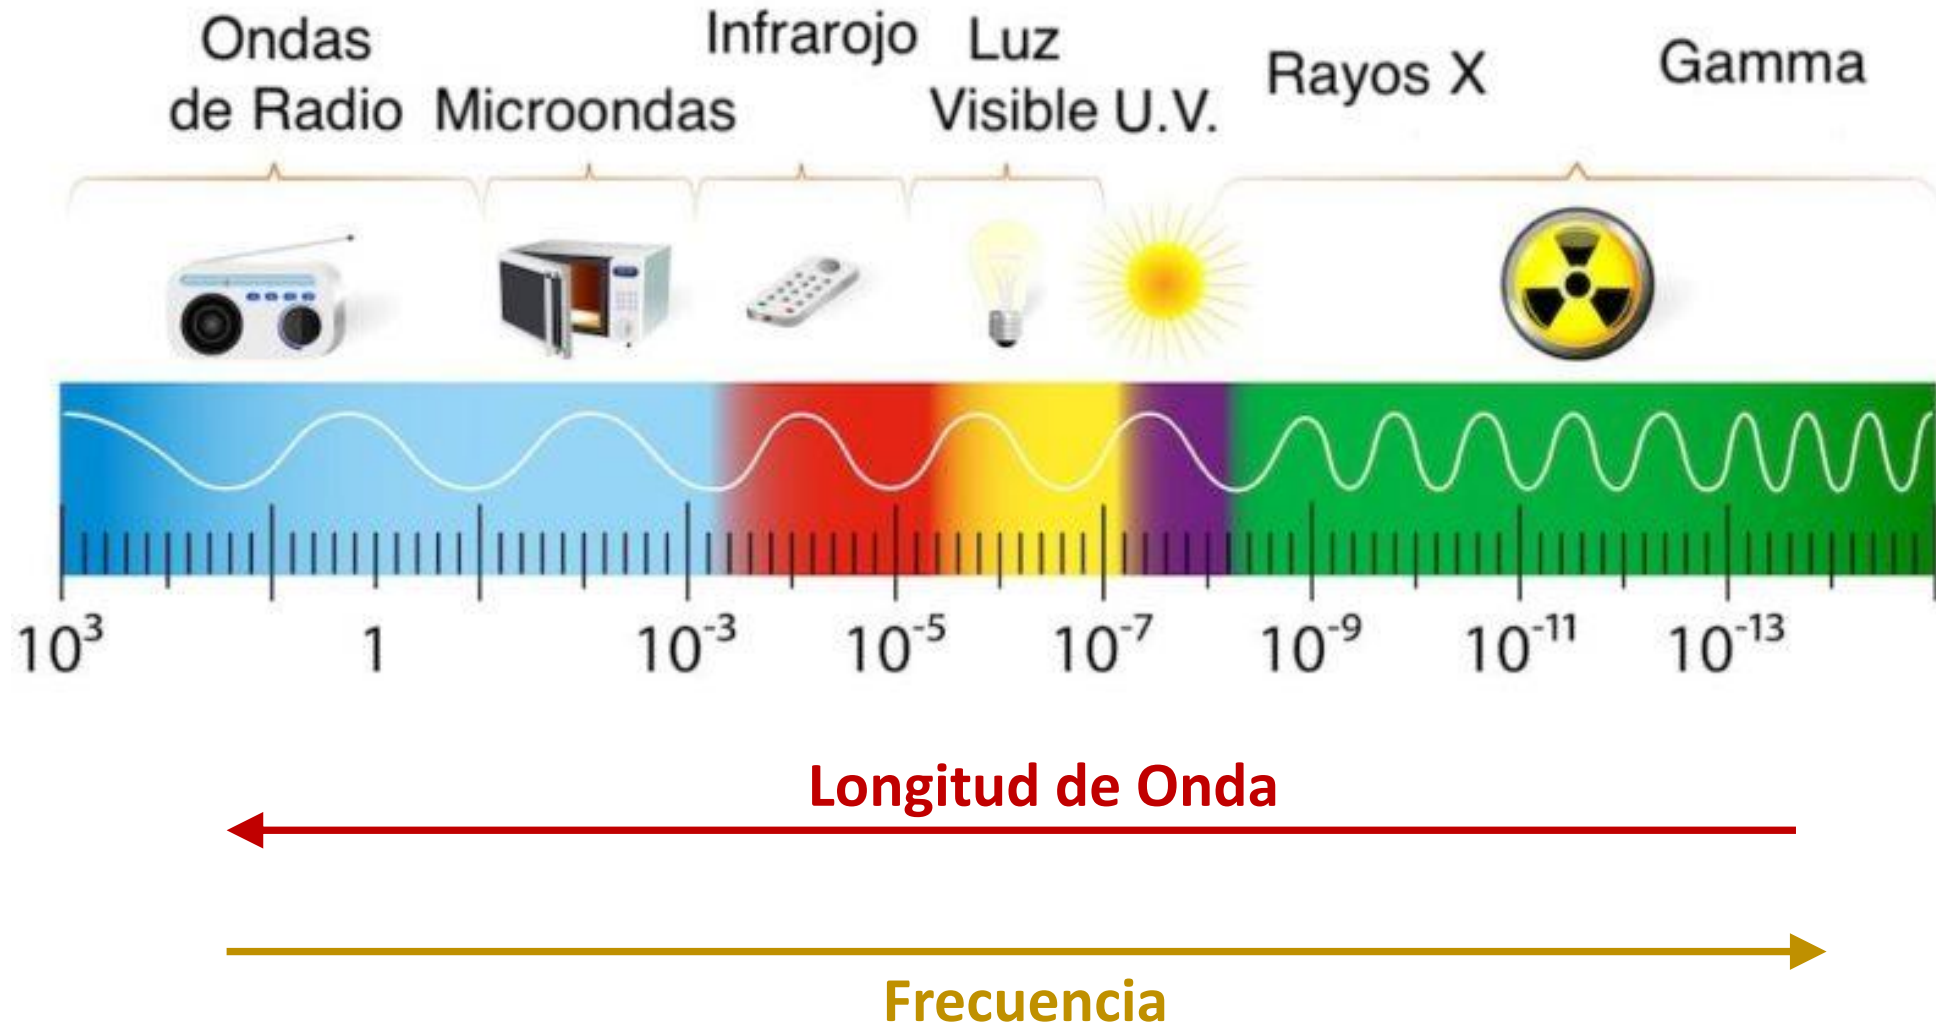 Ondas
de Radio
Microondas
Infrarojo
Luz
Visible
U.V.
Rayos X
Gamma
10³ 1 10⁻³ 10⁻⁵ 10⁻⁷ 10⁻⁹ 10⁻¹¹ 10⁻¹³
Longitud de Onda
Frecuencia